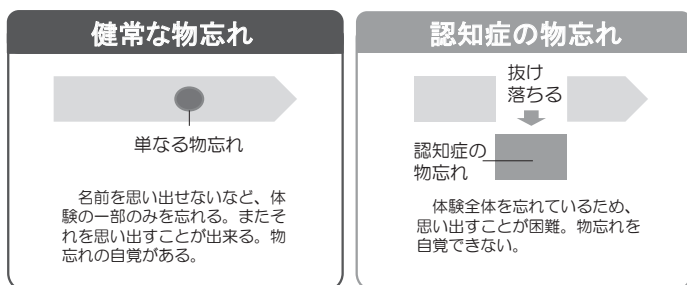 健常な物忘れ
単なる物忘れ
名前を思い出せないなど、体
験の一部のみを忘れる。またそ
れを思い出すことが出来る。物
忘れの自覚がある。
認知症の物忘れ
抜け
落ちる
認知症の
物忘れ
体験全体を忘れているため、
思い出すことが困難。物忘れを
自覚できない。